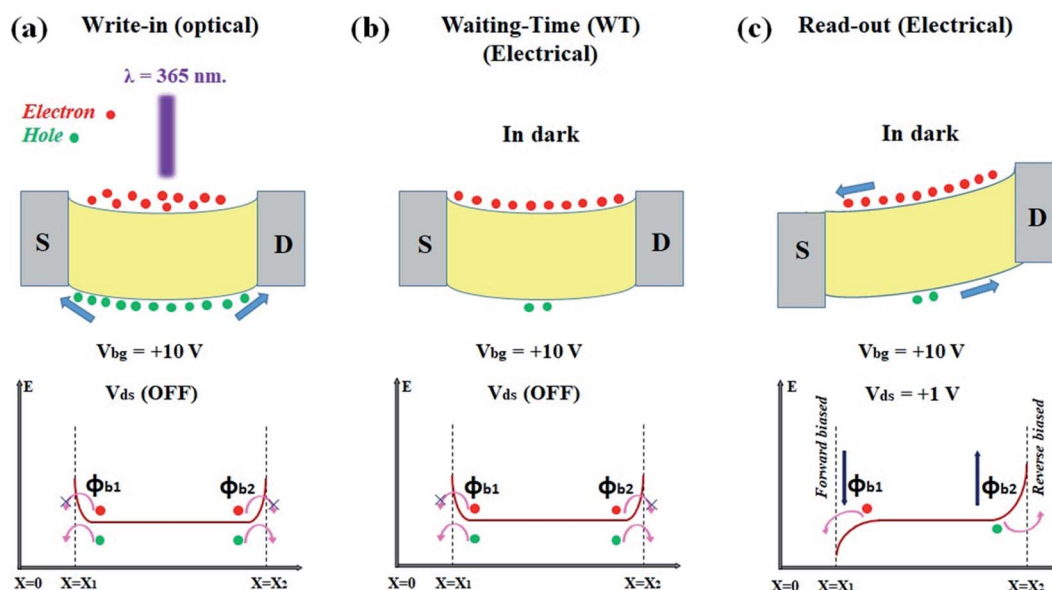 (a) Write-in (optical)
λ = 365 nm.
Electron
Hole
S
D
Vbg = +10 V
Vds (OFF)
E
ϕb1
ϕb2
X=0
X=X1
X=X2
(b) Waiting-Time (WT)
(Electrical)
In dark
S
D
Vbg = +10 V
Vds (OFF)
E
ϕb1
ϕb2
X=0
X=X1
X=X2
(c) Read-out (Electrical)
In dark
S
D
Vbg = +10 V
Vds = +1 V
E
Forward biased
ϕb1
ϕb2
Reverse biased
X=0
X=X1
X=X2